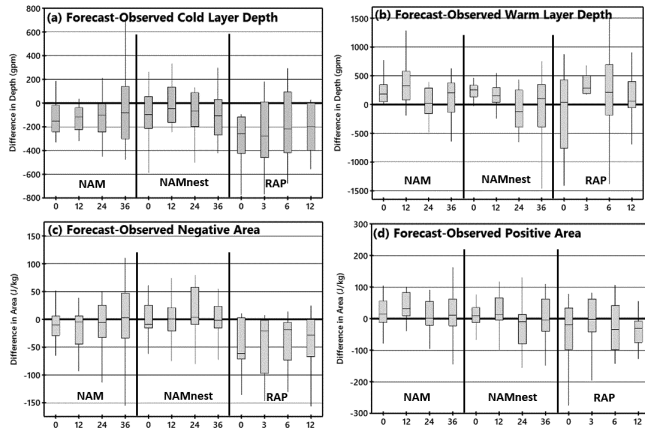 (a) Forecast-Observed Cold Layer Depth
Difference in Depth (gpm)
800
600
400
200
0
-200
-400
-600
-800
NAM
NAMnest
RAP
0 12 24 36 0 12 24 36 0 3 6 12
(b) Forecast-Observed Warm Layer Depth
Difference in Depth (gpm)
1500
1000
500
0
-500
-1000
-1500
NAM
NAMnest
RAP
0 12 24 36 0 12 24 36 0 3 6 12
(c) Forecast-Observed Negative Area
Difference in Area (J/kg)
150
100
50
0
-50
-100
-150
NAM
NAMnest
RAP
0 12 24 36 0 12 24 36 0 3 6 12
(d) Forecast-Observed Positive Area
Difference in Area (J/kg)
300
200
100
0
-100
-200
-300
NAM
NAMnest
RAP
0 12 24 36 0 12 24 36 0 3 6 12